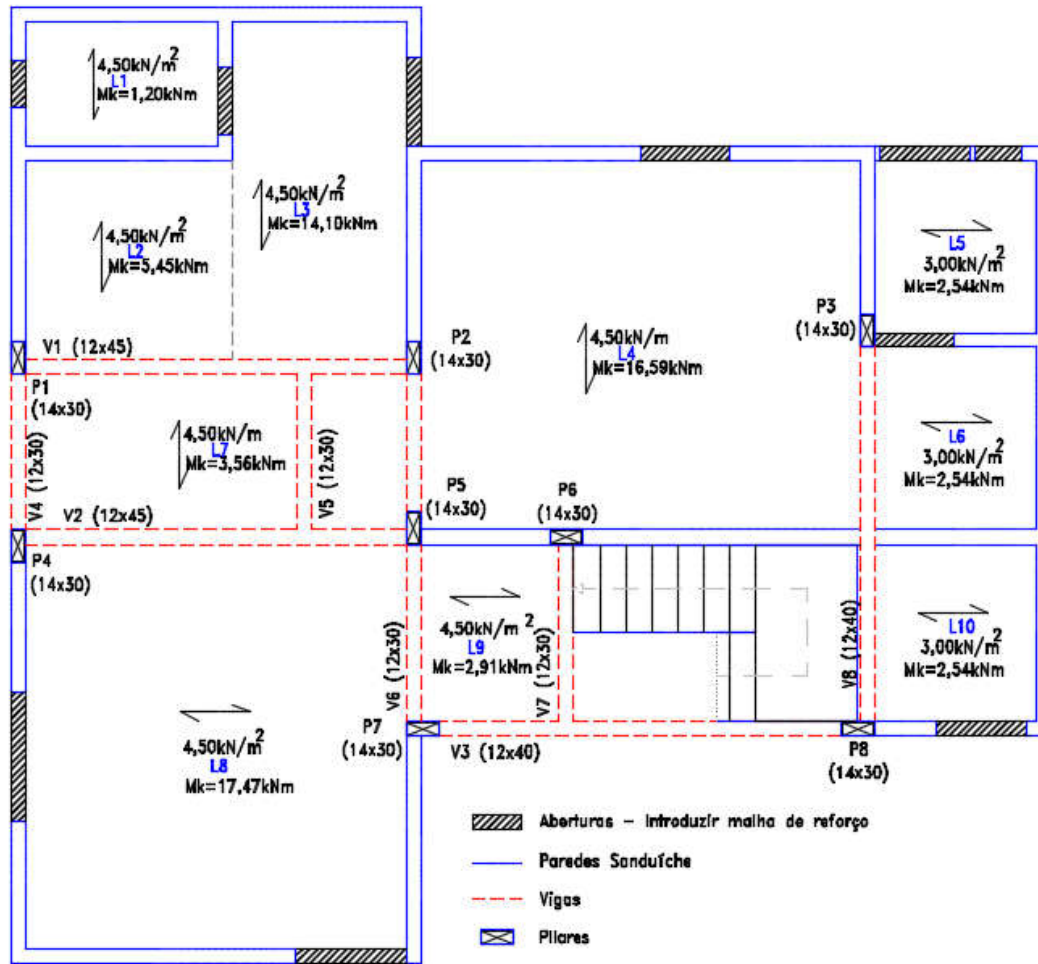 4,50kN/m²
L1
Mk=1,20kNm
4,50kN/m²
L3
Mk=14,10kNm
4,50kN/m²
L2
Mk=5,45kNm
L5
3,00kN/m²
Mk=2,54kNm
V1 (12x45)
P1
(14x30)
P2
(14x30)
4,50kN/m
L4
Mk=16,59kNm
P3
(14x30)
L6
3,00kN/m²
Mk=2,54kNm
V4 (12x30)
4,50kN/m
L7
Mk=3,56kNm
V5 (12x30)
V2 (12x45)
P4
(14x30)
P5
(14x30)
P6
(14x30)
4,50kN/m²
L9
Mk=2,91kNm
V6 (12x30)
V7 (12x30)
V8 (12x40)
L10
3,00kN/m²
Mk=2,54kNm
4,50kN/m²
L8
Mk=17,47kNm
P7
(14x30)
V3 (12x40)
P8
(14x30)
Aberturas – Introduzir malha de reforço
Paredes Sanduíche
Vigas
Pilares